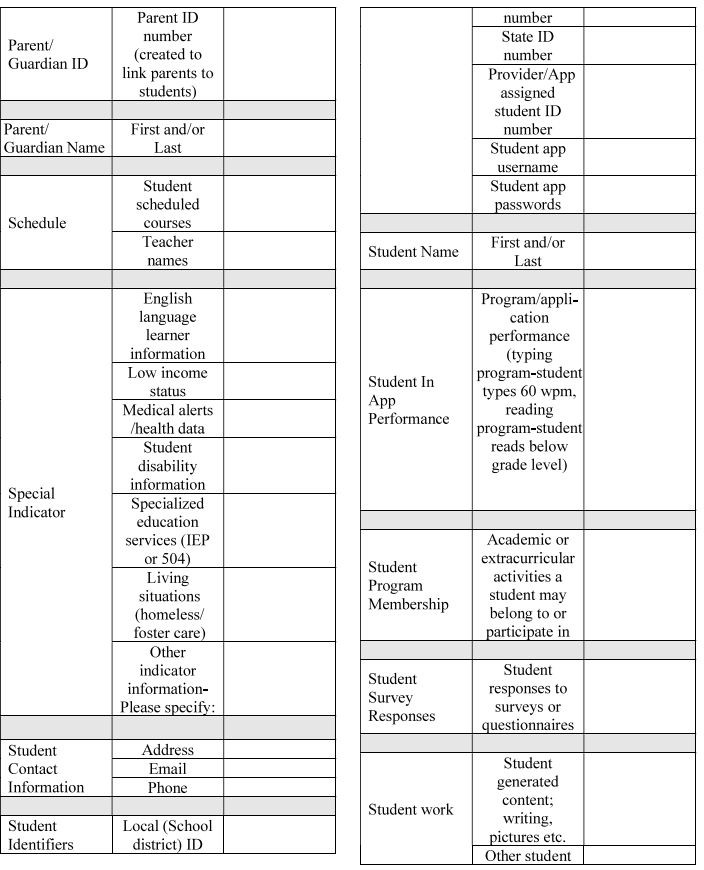 Parent/
Guardian ID
Parent ID
number
(created to
link parents to
students)
Parent/
Guardian Name
First and/or
Last
Schedule
Student
scheduled
courses
Teacher
names
Special
Indicator
English
language
learner
information
Low income
status
Medical alerts
/health data
Student
disability
information
Specialized
education
services (IEP
or 504)
Living
situations
(homeless/
foster care)
Other
indicator
information-
Please specify:
Student
Contact
Information
Address
Email
Phone
Student
Identifiers
Local (School
district) ID
number
State ID
number
Provider/App
assigned
student ID
number
Student app
username
Student app
passwords
Student Name
First and/or
Last
Student In
App
Performance
Program/appli-
cation
performance
(typing
program-student
types 60 wpm,
reading
program-student
reads below
grade level)
Student
Program
Membership
Academic or
extracurricular
activities a
student may
belong to or
participate in
Student
Survey
Responses
Student
responses to
surveys or
questionnaires
Student work
Student
generated
content;
writing,
pictures etc.
Other student